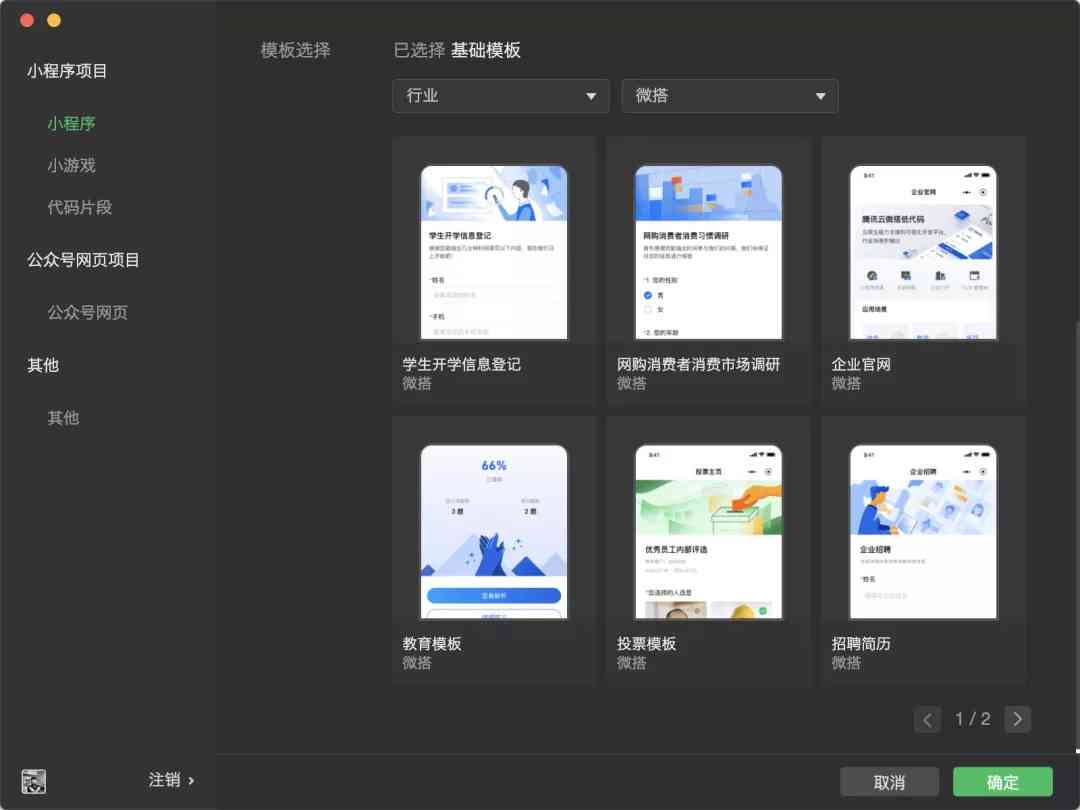 小程序项目
小程序
小游戏
代码片段
公众号网页项目
公众号网页
其他
其他
注销 ›
模板选择
已选择 基础模板
行业
微搭
学生开学信息登记
*姓名
*手机
学生开学信息登记
微搭
网购消费者消费习惯调研
*1. 您的性别
男
女
*2. 您的年龄
网购消费者消费市场调研
微搭
9:41
企业官网
腾讯云微搭低代码
应用场景
企业官网
微搭
66%
3 题
2 题
查看解析
教育模板
微搭
9:41
投票主页
优秀员工内部评选
*您选择的人选是
投票模板
微搭
9:41
企业招聘
企业招聘
*姓名
招聘简历
微搭
1 / 2
取消
确定